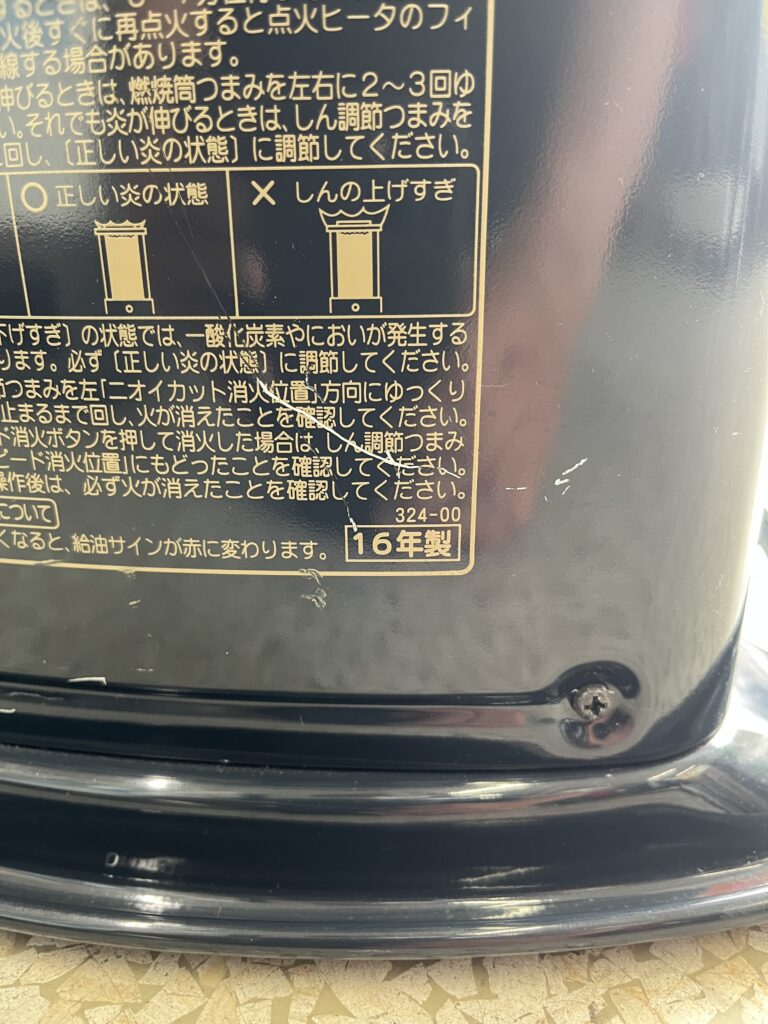 火後すぐに再点火すると点火ヒータのフィ
線する場合があります。
伸びるときは、燃焼筒つまみを左右に2～3回ゆ
い。それでも炎が伸びるときは、しん調節つまみを
回し、〔正しい炎の状態〕に調節してください。
○ 正しい炎の状態
× しんの上げすぎ
下げすぎ〕の状態では、一酸化炭素やにおいが発生する
ります。必ず〔正しい炎の状態〕に調節してください。
節つまみを左「ニオイカット消火位置」方向にゆっくり
止まるまで回し、火が消えたことを確認してください。
ド消火ボタンを押して消火した場合は、しん調節つまみ
ピード消火位置」にもどったことを確認してください。
操作後は、必ず火が消えたことを確認してください。
324-00
について
くなると、給油サインが赤に変わります。
16年製